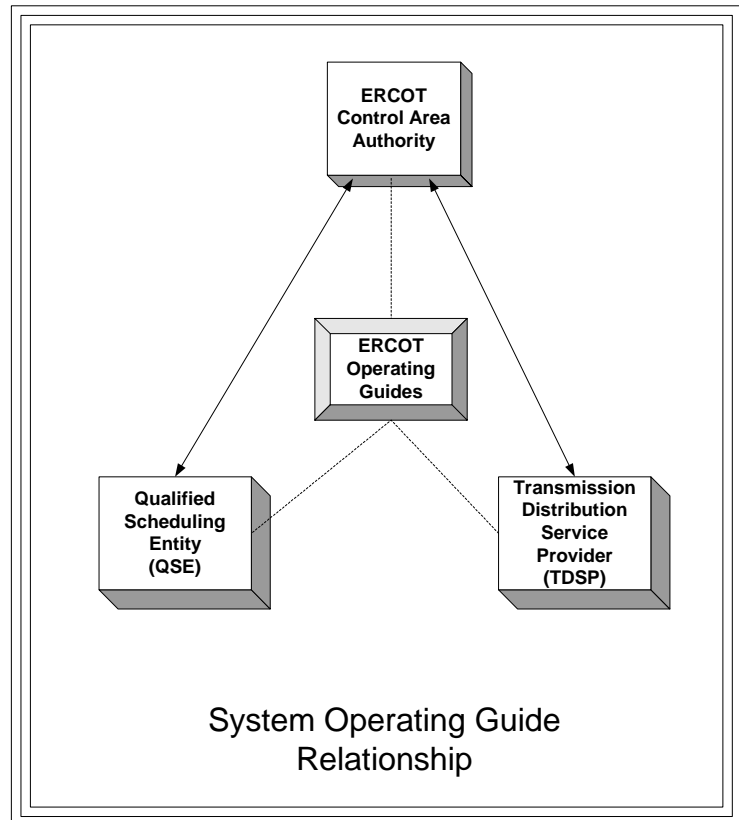 ERCOT
Control Area
Authority
ERCOT
Operating
Guides
Qualified
Scheduling
Entity
(QSE)
Transmission
Distribution
Service
Provider
(TDSP)
System Operating Guide
Relationship